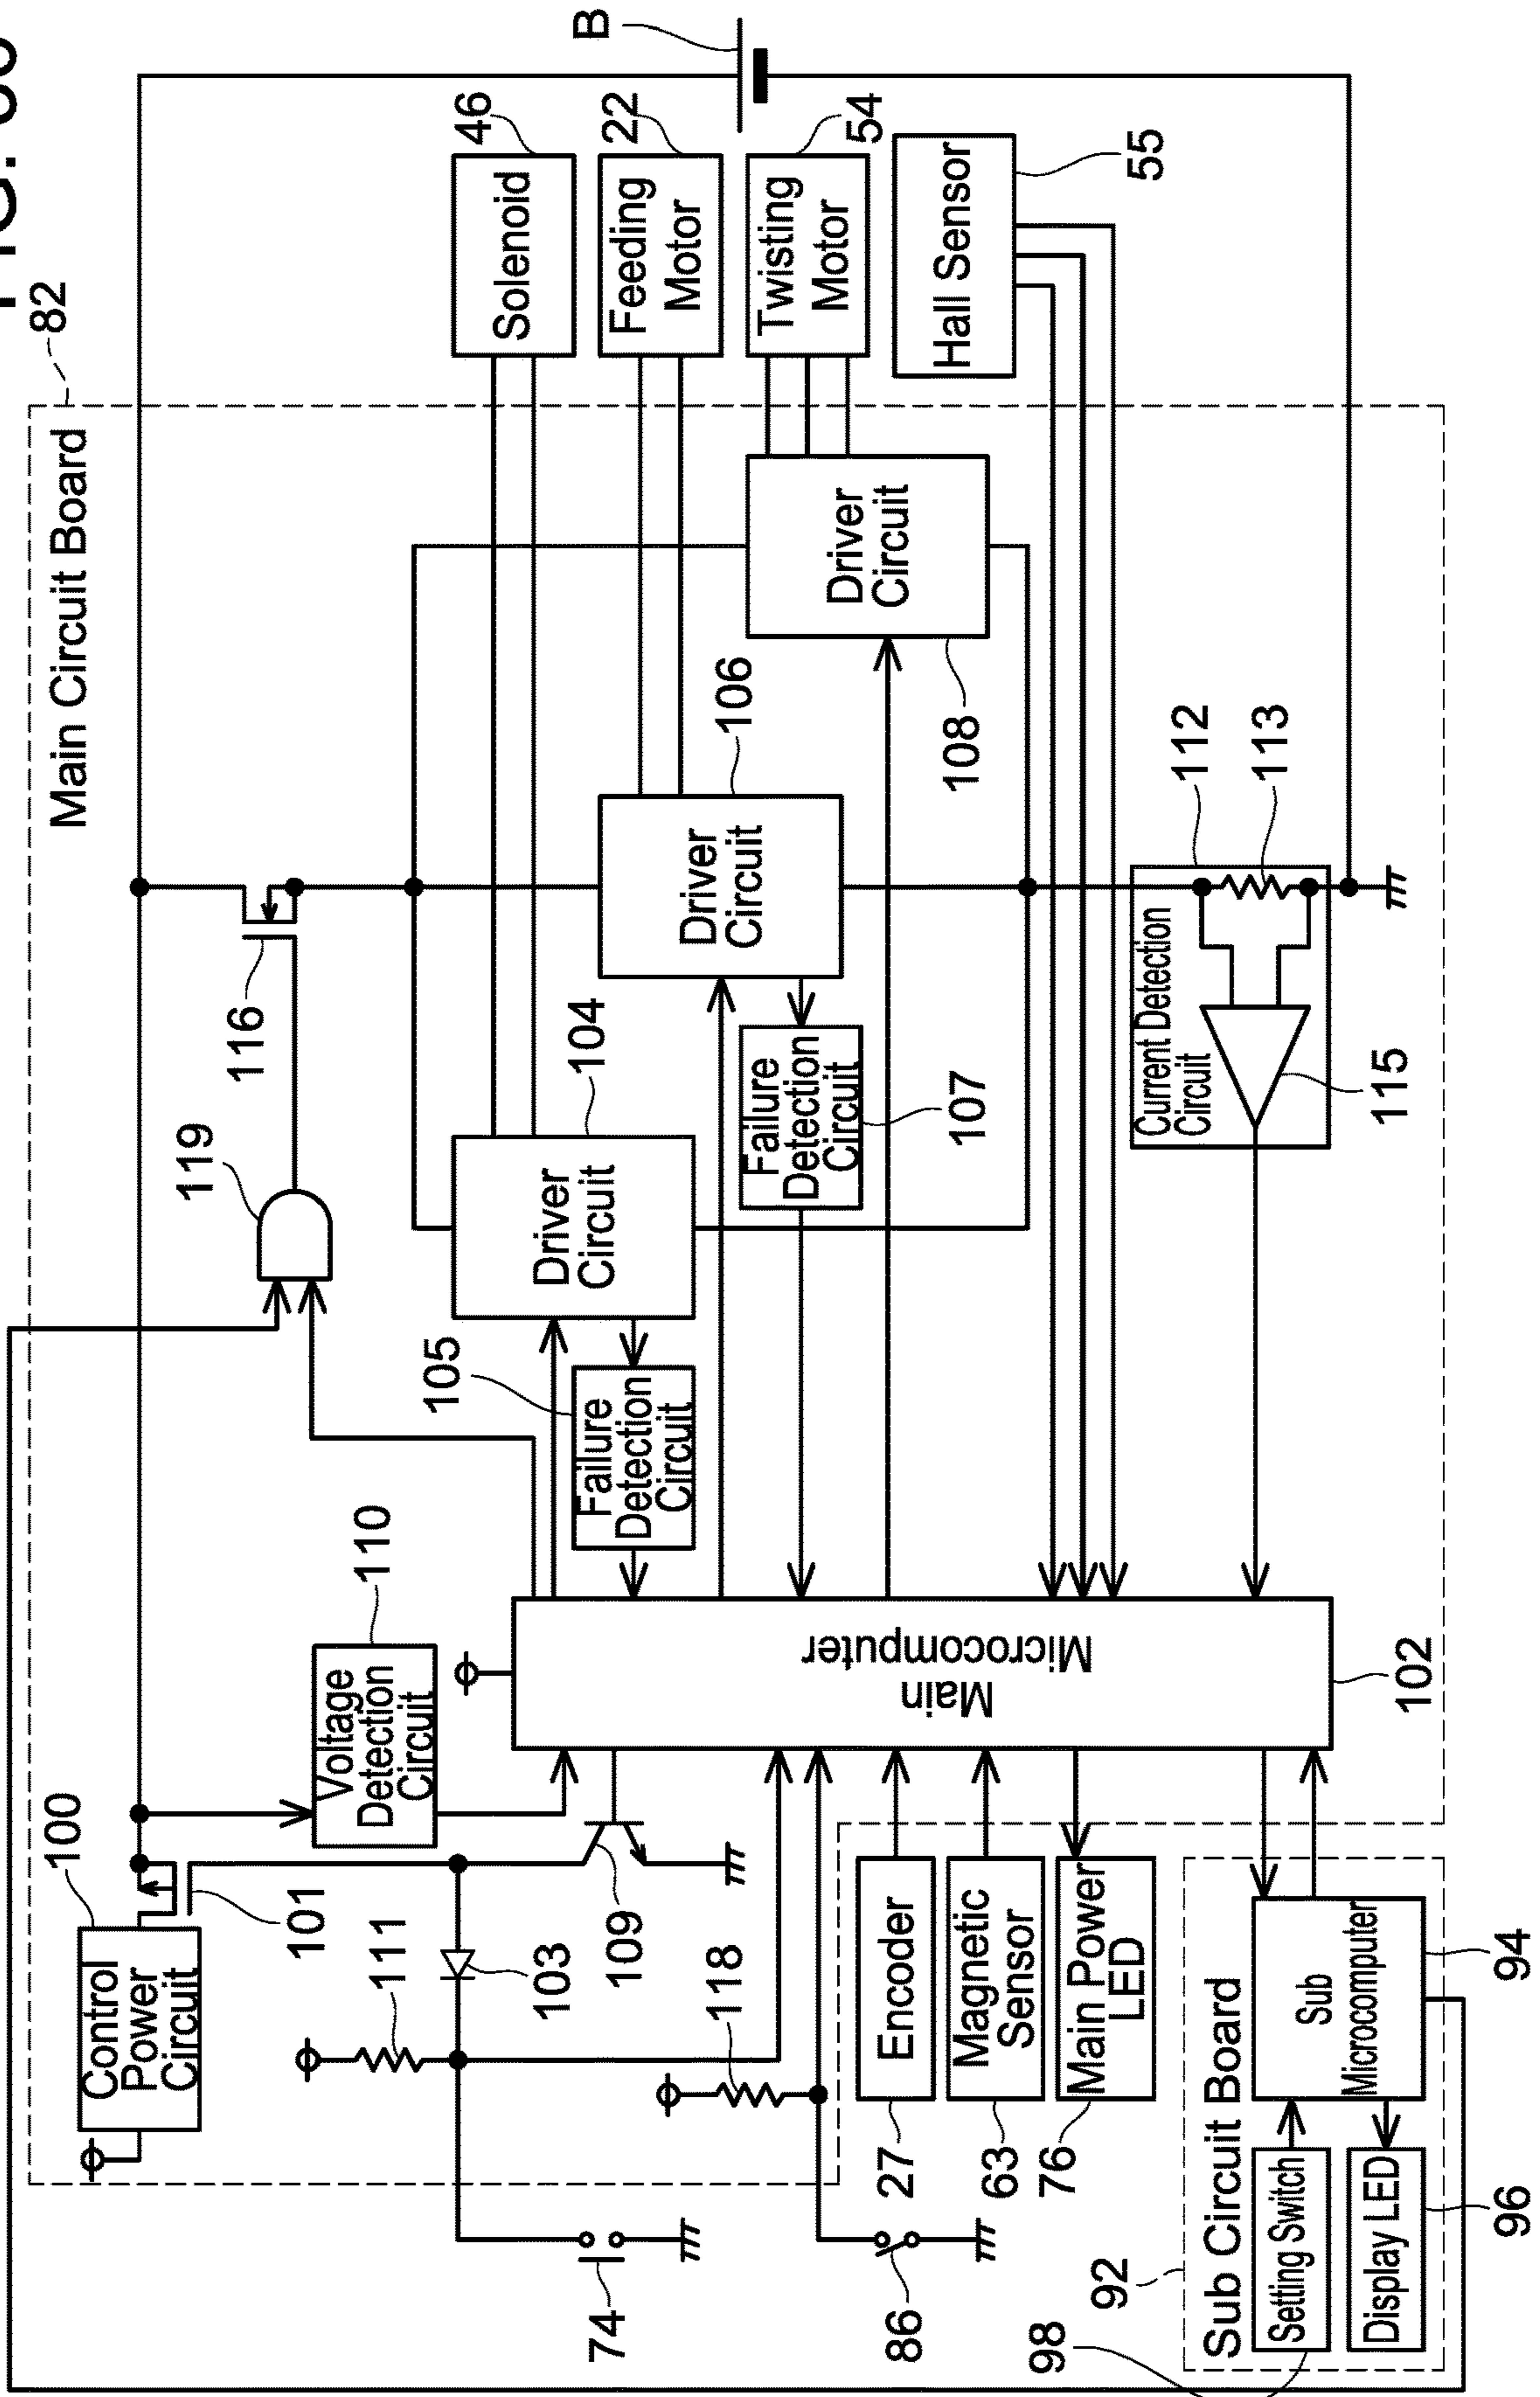 82
Main Circuit Board
B
46
Solenoid
22
Feeding
Motor
54
Twisting
Motor
55
Hall Sensor
116
119
106
Driver
Circuit
108
Driver
Circuit
104
Driver
Circuit
105
Failure
Detection
Circuit
107
Failure
Detection
Circuit
112
113
Current Detection
Circuit
115
110
Voltage
Detection
Circuit
100
Control
Power
Circuit
101
111
103
109
118
Main
Microcomputer
102
74
86
27
Encoder
63
Magnetic
Sensor
76
Main Power
LED
92
Sub Circuit Board
Sub
Microcomputer
94
98
Setting Switch
Display LED
96